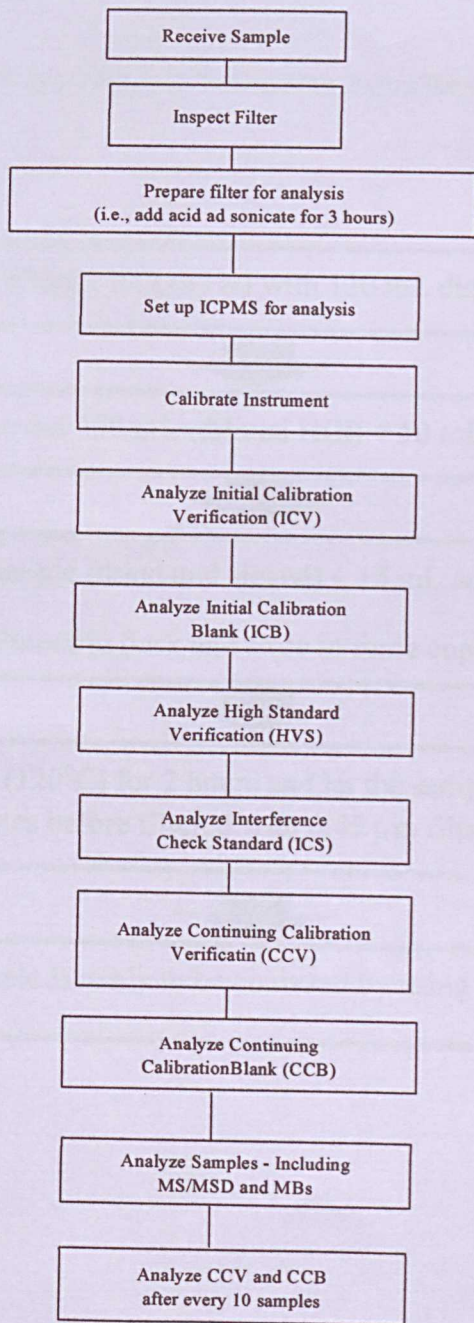 Receive Sample
Inspect Filter
Prepare filter for analysis
(i.e., add acid ad sonicate for 3 hours)
Set up ICPMS for analysis
Calibrate Instrument
Analyze Initial Calibration
Verification (ICV)
Analyze Initial Calibration
Blank (ICB)
Analyze High Standard
Verification (HVS)
Analyze Interference
Check Standard (ICS)
Analyze Continuing Calibration
Verificatin (CCV)
Analyze Continuing
CalibrationBlank (CCB)
Analyze Samples - Including
MS/MSD and MBs
Analyze CCV and CCB
after every 10 samples